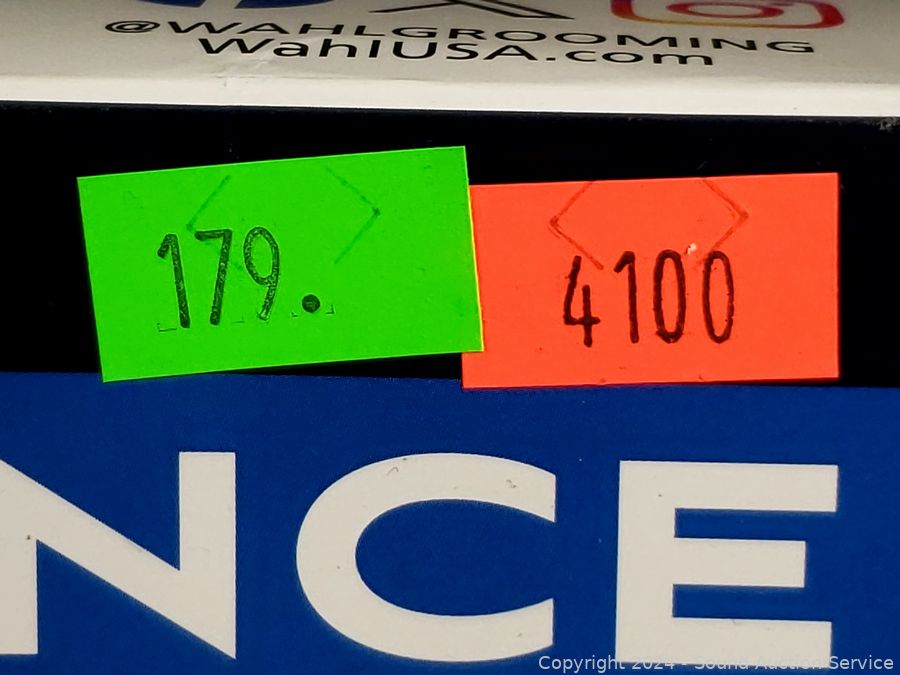 @WAHLGROOMING
WahlUSA.com
179.
4100
NCE
Copyright 2024 - Sound Auction Service